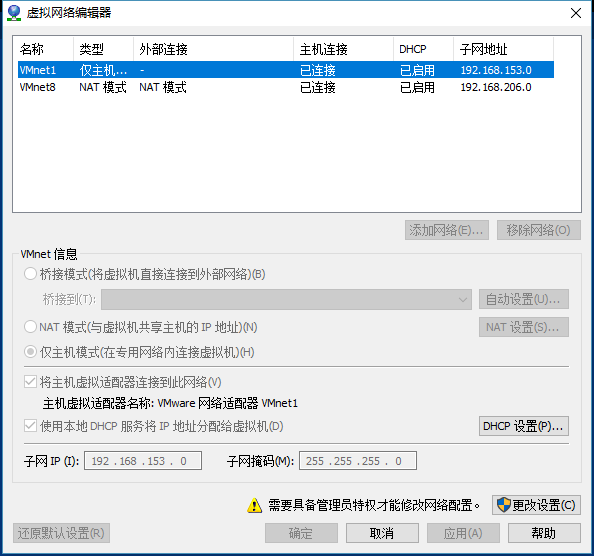 虚拟网络编辑器
名称 类型 外部连接 主机连接 DHCP 子网地址
VMnet1 仅主机... - 已连接 已启用 192.168.153.0
VMnet8 NAT 模式 NAT 模式 已连接 已启用 192.168.206.0
添加网络(E)... 移除网络(O)
VMnet 信息
桥接模式(将虚拟机直接连接到外部网络)(B)
桥接到(T): 自动设置(U)...
NAT 模式(与虚拟机共享主机的 IP 地址)(N) NAT 设置(S)...
仅主机模式(在专用网络内连接虚拟机)(H)
将主机虚拟适配器连接到此网络(V)
主机虚拟适配器名称: VMware 网络适配器 VMnet1
使用本地 DHCP 服务将 IP 地址分配给虚拟机(D) DHCP 设置(P)...
子网 IP (I): 192 . 168 . 153 . 0 子网掩码(M): 255 . 255 . 255 . 0
需要具备管理员特权才能修改网络配置。 更改设置(C)
还原默认设置(R) 确定 取消 应用(A) 帮助